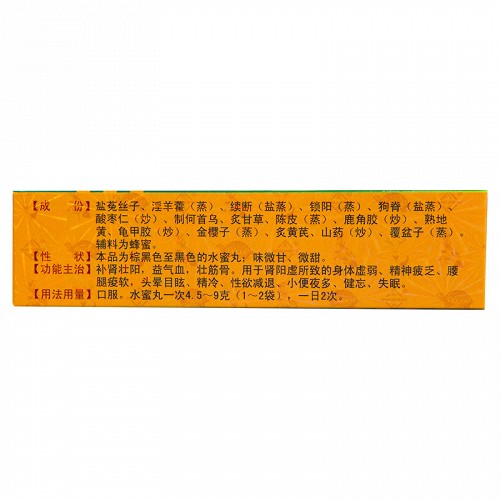 【成　份】盐菟丝子、淫羊藿（蒸）、续断（盐蒸）、锁阳（蒸）、狗脊（盐蒸）、
酸枣仁（炒）、制何首乌、炙甘草、陈皮（蒸）、鹿角胶（炒）、熟地
黄、龟甲胶（炒）、金樱子（蒸）、炙黄芪、山药（炒）、覆盆子（蒸）。
辅料为蜂蜜。
【性　状】本品为棕黑色至黑色的水蜜丸；味微甘、微甜。
【功能主治】补肾壮阳，益气血，壮筋骨。用于肾阳虚所致的身体虚弱、精神疲乏、腰
腿痠软，头晕目眩、精冷、性欲减退、小便夜多、健忘、失眠。
【用法用量】口服。水蜜丸一次4.5～9克（1～2袋），一日2次。